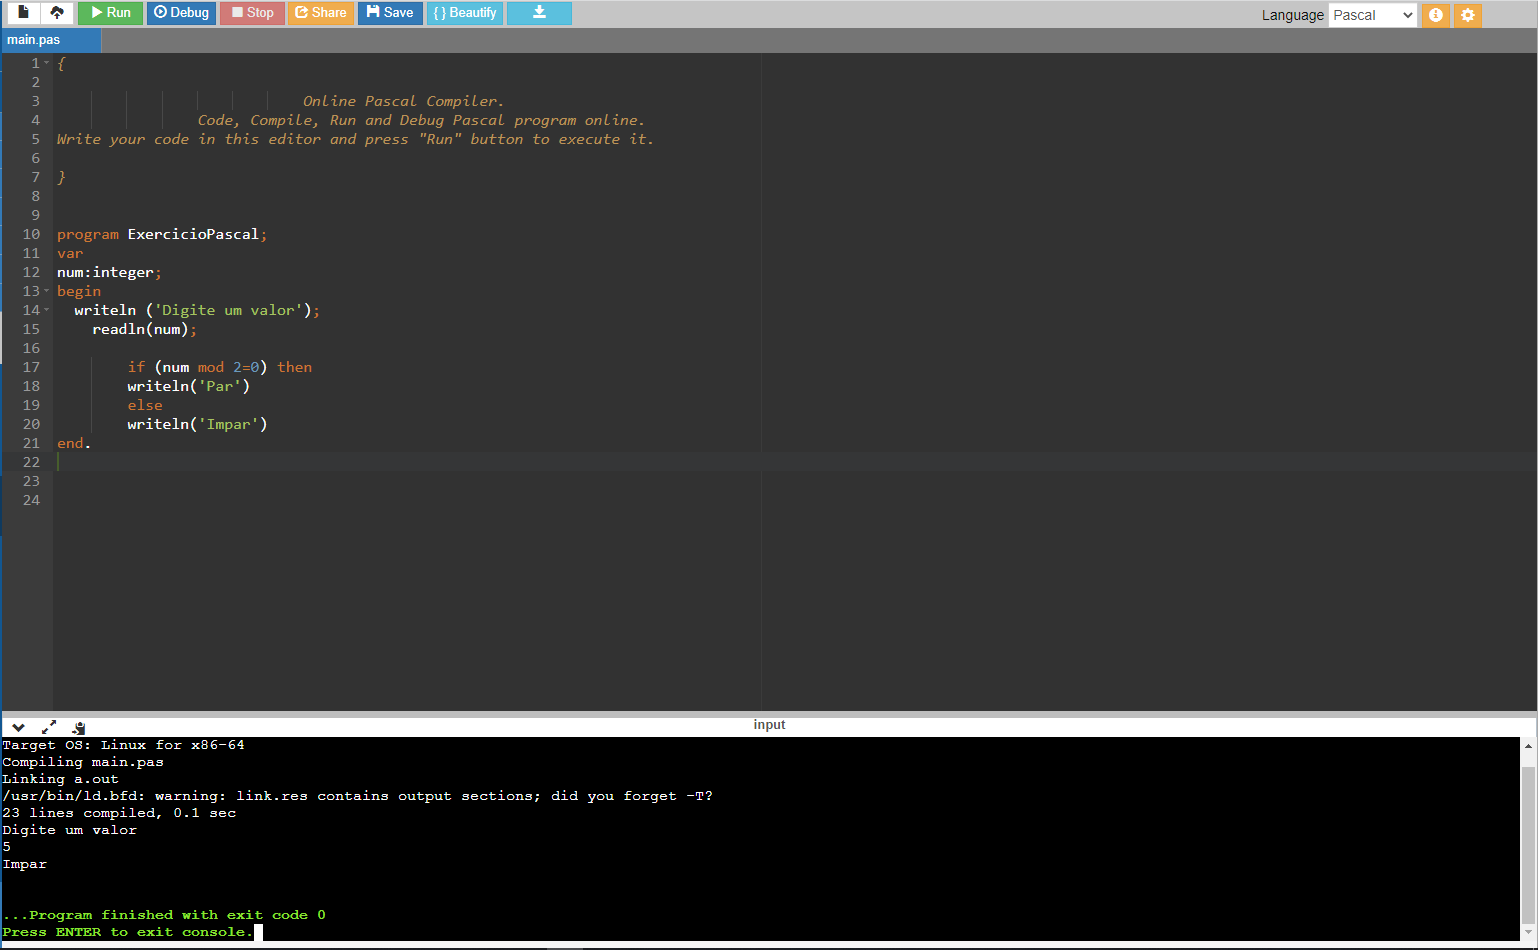 Run Debug Stop Share Save { } Beautify Language Pascal
main.pas
1 {
2
3 Online Pascal Compiler.
4 Code, Compile, Run and Debug Pascal program online.
5 Write your code in this editor and press "Run" button to execute it.
6
7 }
8
9
10 program ExercicioPascal;
11 var
12 num:integer;
13 begin
14 writeln ('Digite um valor');
15 readln(num);
16
17 if (num mod 2=0) then
18 writeln('Par')
19 else
20 writeln('Impar')
21 end.
22
23
24
input
Target OS: Linux for x86-64
Compiling main.pas
Linking a.out
/usr/bin/ld.bfd: warning: link.res contains output sections; did you forget -T?
23 lines compiled, 0.1 sec
Digite um valor
5
Impar
...Program finished with exit code 0
Press ENTER to exit console.